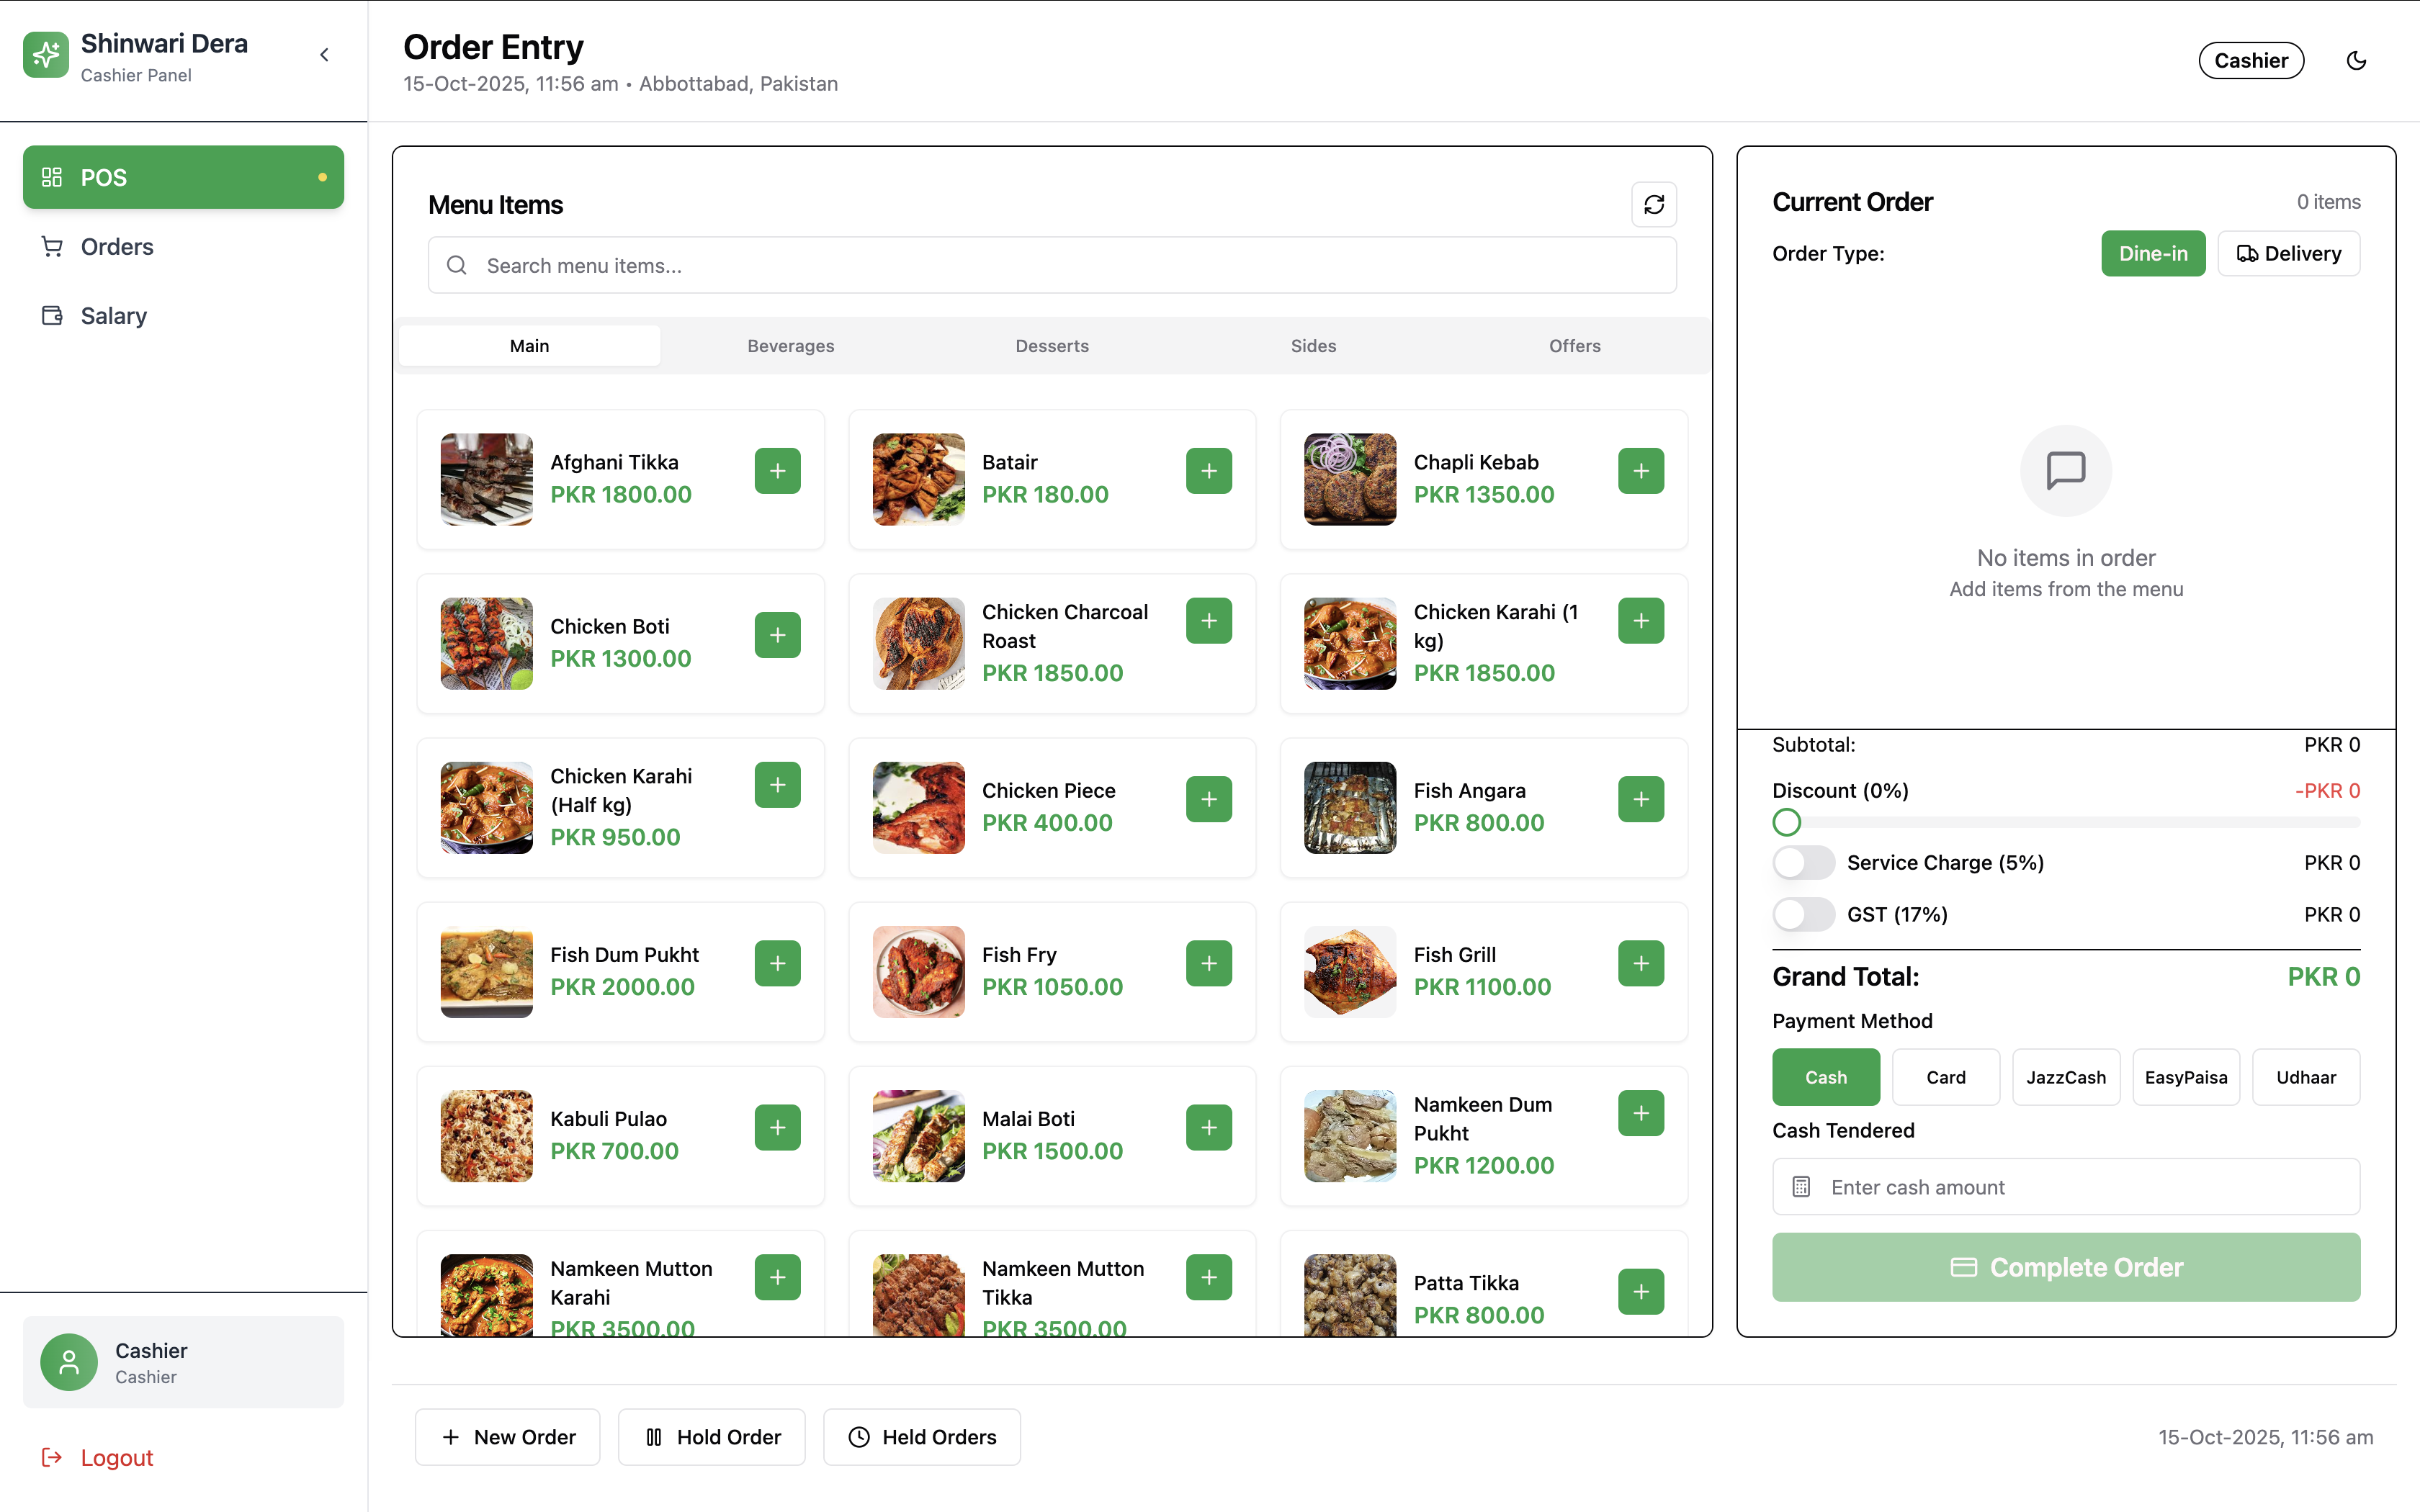 Shinwari Dera
Cashier Panel
POS
Orders
Salary
Cashier
Cashier
Logout
Order Entry
15-Oct-2025, 11:56 am • Abbottabad, Pakistan
Cashier
Menu Items
Search menu items...
Main
Beverages
Desserts
Sides
Offers
Afghani Tikka
PKR 1800.00
Batair
PKR 180.00
Chapli Kebab
PKR 1350.00
Chicken Boti
PKR 1300.00
Chicken Charcoal
Roast
PKR 1850.00
Chicken Karahi (1
kg)
PKR 1850.00
Chicken Karahi
(Half kg)
PKR 950.00
Chicken Piece
PKR 400.00
Fish Angara
PKR 800.00
Fish Dum Pukht
PKR 2000.00
Fish Fry
PKR 1050.00
Fish Grill
PKR 1100.00
Kabuli Pulao
PKR 700.00
Malai Boti
PKR 1500.00
Namkeen Dum
Pukht
PKR 1200.00
Namkeen Mutton
Karahi
PKR 3500.00
Namkeen Mutton
Tikka
PKR 3500.00
Patta Tikka
PKR 800.00
Current Order
0 items
Order Type:
Dine-in
Delivery
No items in order
Add items from the menu
Subtotal:
PKR 0
Discount (0%)
-PKR 0
Service Charge (5%)
PKR 0
GST (17%)
PKR 0
Grand Total:
PKR 0
Payment Method
Cash
Card
JazzCash
EasyPaisa
Udhaar
Cash Tendered
Enter cash amount
Complete Order
New Order
Hold Order
Held Orders
15-Oct-2025, 11:56 am